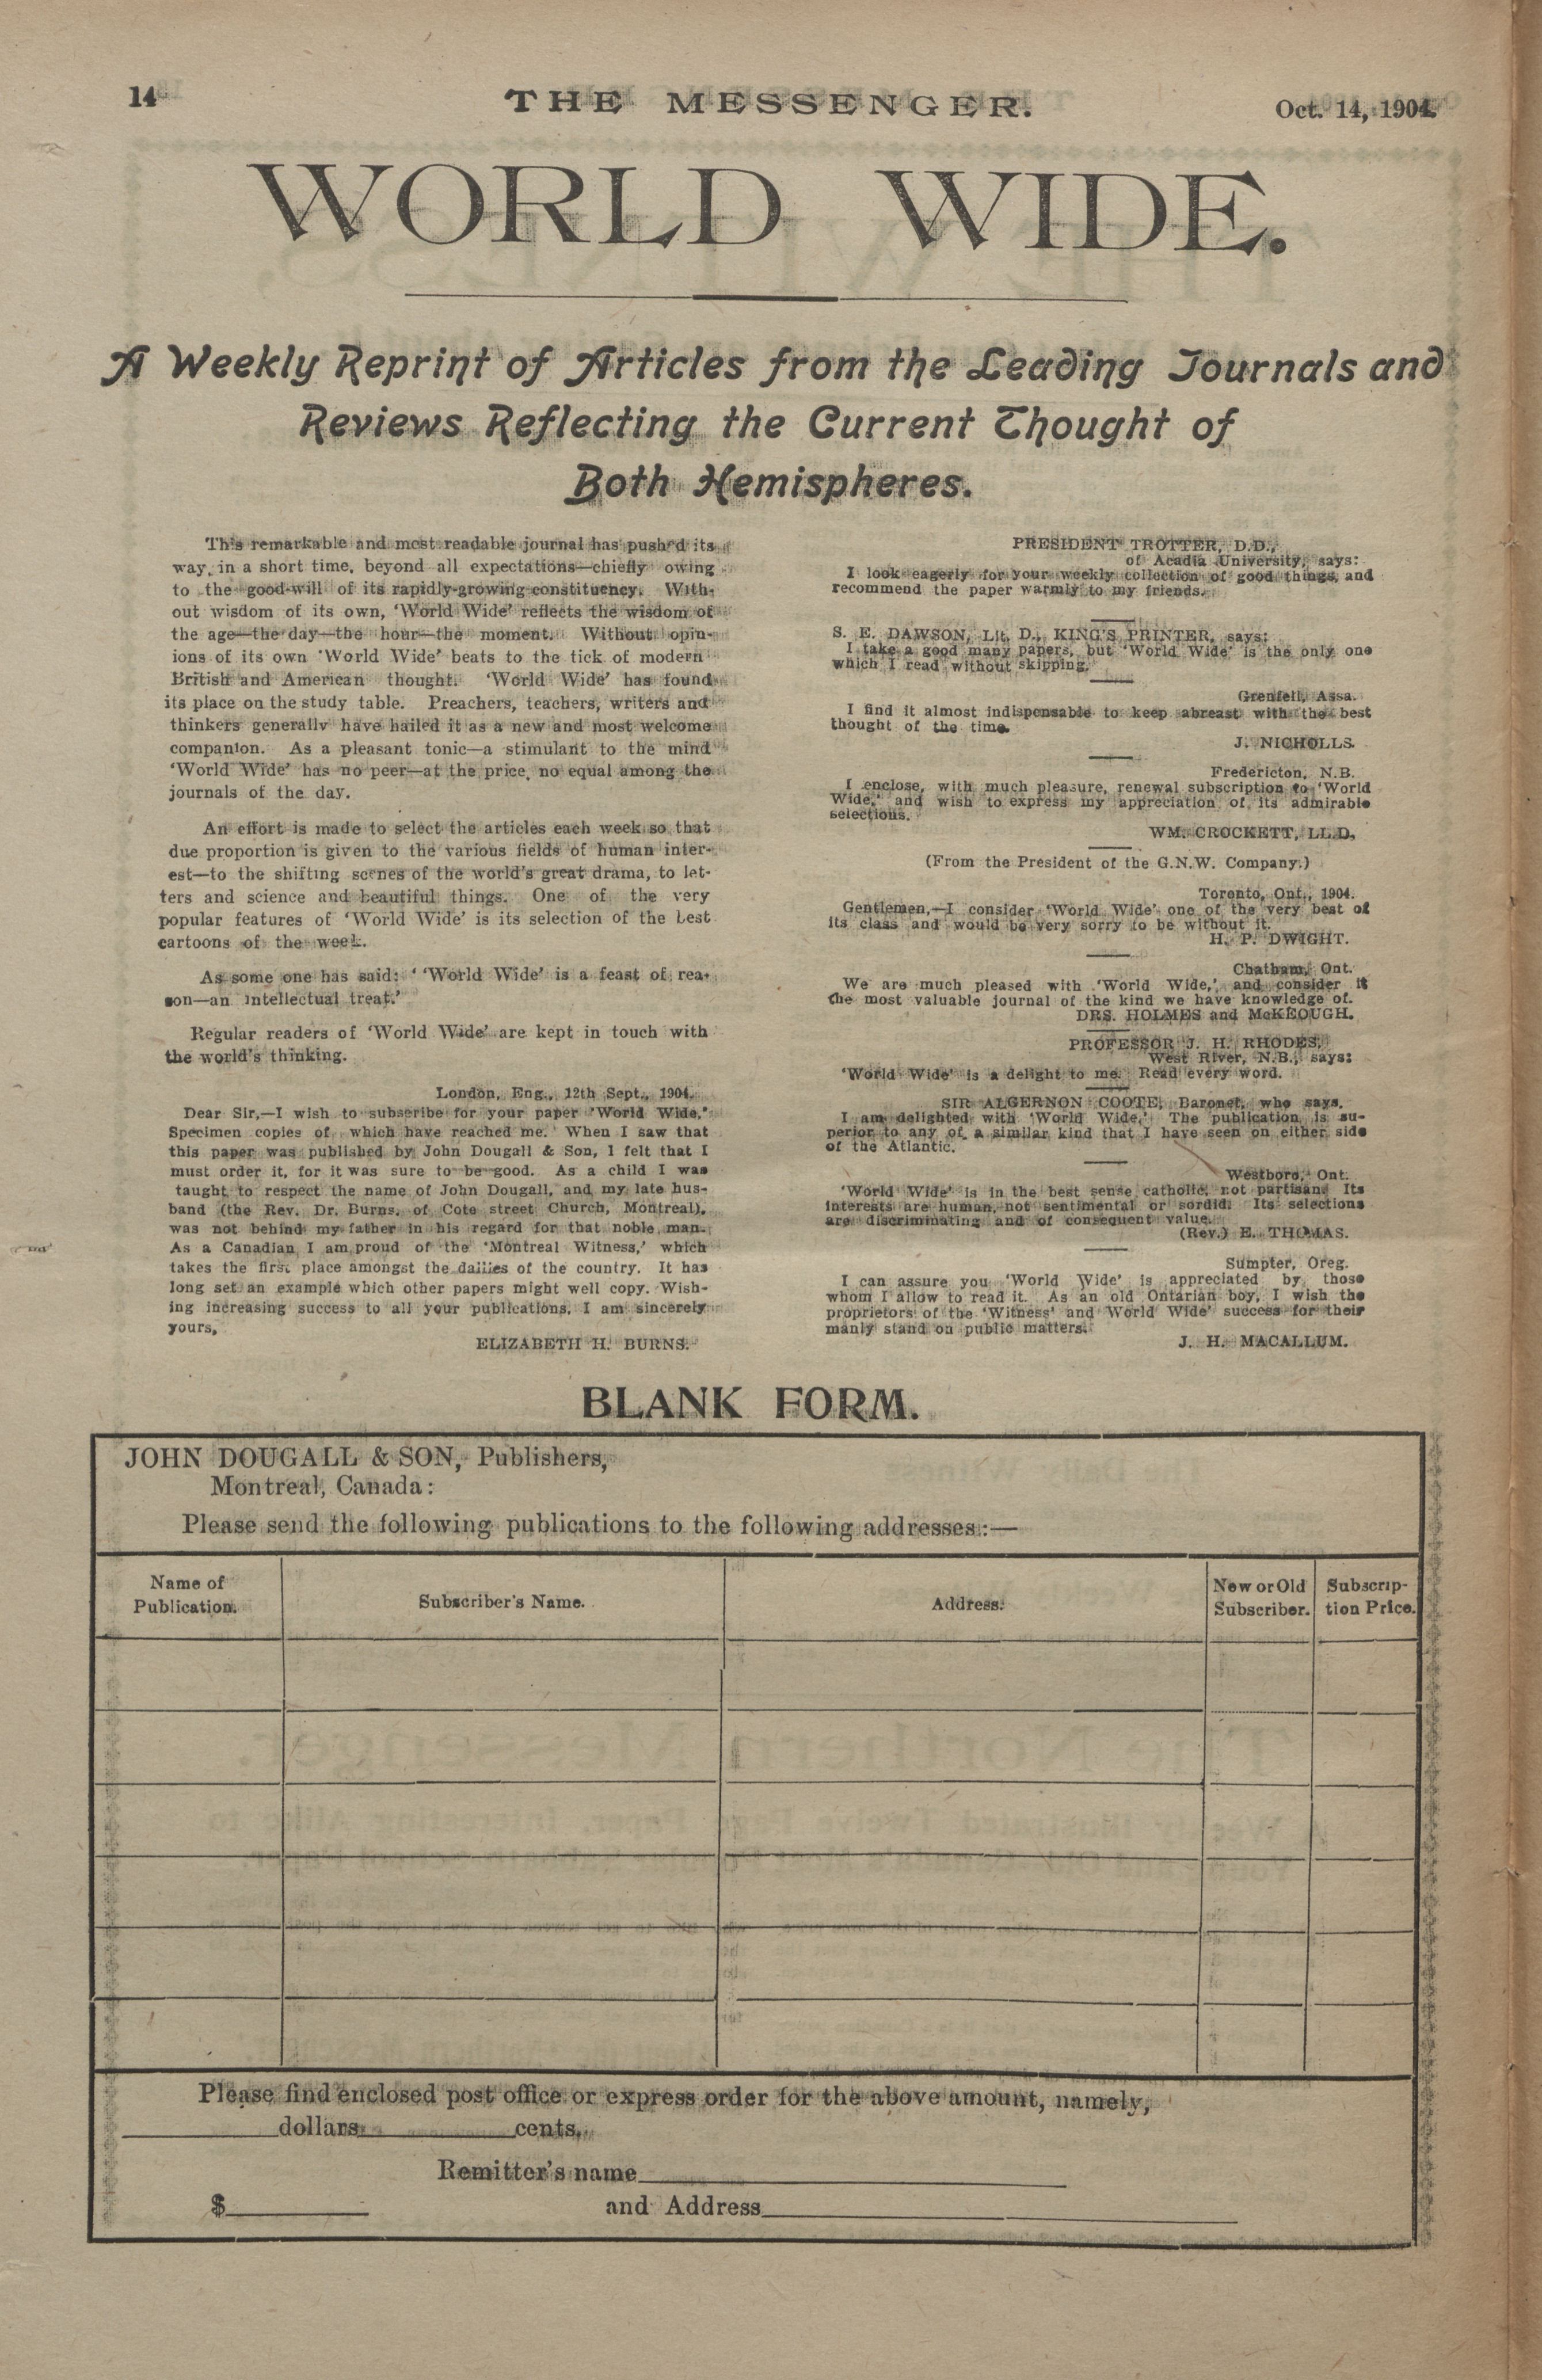 14
THE MESSENGER.
Oct. 14, 1904.
WORLD WIDE.
A Weekly Reprint of Articles from the Leading Journals and
Reviews Reflecting the Current Thought of
Both Hemispheres.
This remarkable and most readable journal has pushed its
way, in a short time, beyond all expectations—chiefly owing
to the good-will of its rapidly-growing constituency. With-
out wisdom of its own, ‘World Wide’ reflects the wisdom of
the age—the day—the hour—the moment. Without opin-
ions of its own ‘World Wide’ beats to the tick of modern
British and American thought. ‘World Wide’ has found
its place on the study table. Preachers, teachers, writers and
thinkers generally have hailed it as a new and most welcome
companion. As a pleasant tonic—a stimulant to the mind
‘World Wide’ has no peer—at the price, no equal among the
journals of the day.
An effort is made to select the articles each week so that
due proportion is given to the various fields of human inter-
est—to the shifting scenes of the world's great drama, to let-
ters and science and beautiful things. One of the very
popular features of ‘World Wide’ is its selection of the best
cartoons of the week.
As some one has said: ‘ ‘World Wide’ is a feast of rea-
son—an intellectual treat.’
Regular readers of ‘World Wide’ are kept in touch with
the world's thinking.
London, Eng., 12th Sept., 1904.
Dear Sir,—I wish to subscribe for your paper ‘World Wide,’
Specimen copies of which have reached me. When I saw that
this paper was published by John Dougall & Son, I felt that I
must order it, for it was sure to be good. As a child I was
taught to respect the name of John Dougall, and my late hus-
band (the Rev. Dr. Burns, of Cote street Church, Montreal),
was not behind my father in his regard for that noble man.
As a Canadian I am proud of the ‘Montreal Witness,’ which
takes the first place amongst the dailies of the country. It has
long set an example which other papers might well copy. Wish-
ing increasing success to all your publications, I am sincerely
yours,
ELIZABETH H. BURNS.
PRESIDENT TROTTER, D.D.,
of Acadia University, says:
I look eagerly for your weekly collection of good things, and
recommend the paper warmly to my friends.
S. E. DAWSON, Lit. D., KING'S PRINTER, says:
I take a good many papers, but ‘World Wide’ is the only one
which I read without skipping.
Grenfell, Assa.
I find it almost indispensable to keep abreast with the best
thought of the time.
J. NICHOLLS.
Fredericton, N.B.
I enclose, with much pleasure, renewal subscription to ‘World
Wide,’ and wish to express my appreciation of its admirable
selections.
WM. CROCKETT, LL.D.
(From the President of the G.N.W. Company.)
Toronto, Ont., 1904.
Gentlemen,—I consider ‘World Wide’ one of the very best of
its class and would be very sorry to be without it.
H. P. DWIGHT.
Chatham, Ont.
We are much pleased with ‘World Wide,’ and consider it
the most valuable journal of the kind we have knowledge of.
DRS. HOLMES and McKEOUGH.
PROFESSOR J. H. RHODES,
West River, N.B., says:
‘World Wide’ is a delight to me. Read every word.
SIR ALGERNON COOTE, Baronet, who says.
I am delighted with ‘World Wide.’ The publication is su-
perior to any of a similar kind that I have seen on either side
of the Atlantic.
Westboro, Ont.
‘World Wide’ is in the best sense catholic, not partisan. Its
interests are human, not sentimental or sordid. Its selections
are discriminating and of consequent value.
(Rev.) E. THOMAS.
Sumpter, Oreg.
I can assure you ‘World Wide’ is appreciated by those
whom I allow to read it. As an old Ontarian boy, I wish the
proprietors of the ‘Witness’ and ‘World Wide’ success for their
manly stand on public matters.
J. H. MACALLUM.
BLANK FORM.
JOHN DOUGALL & SON, Publishers,
Montreal, Canada:
Please send the following publications to the following addresses:—
Name of
Publication.
Subscriber's Name.
Address.
New or Old
Subscriber.
Subscrip-
tion Price.
Please find enclosed post office or express order for the above amount, namely,
dollars cents.
Remitter's name
$ and Address